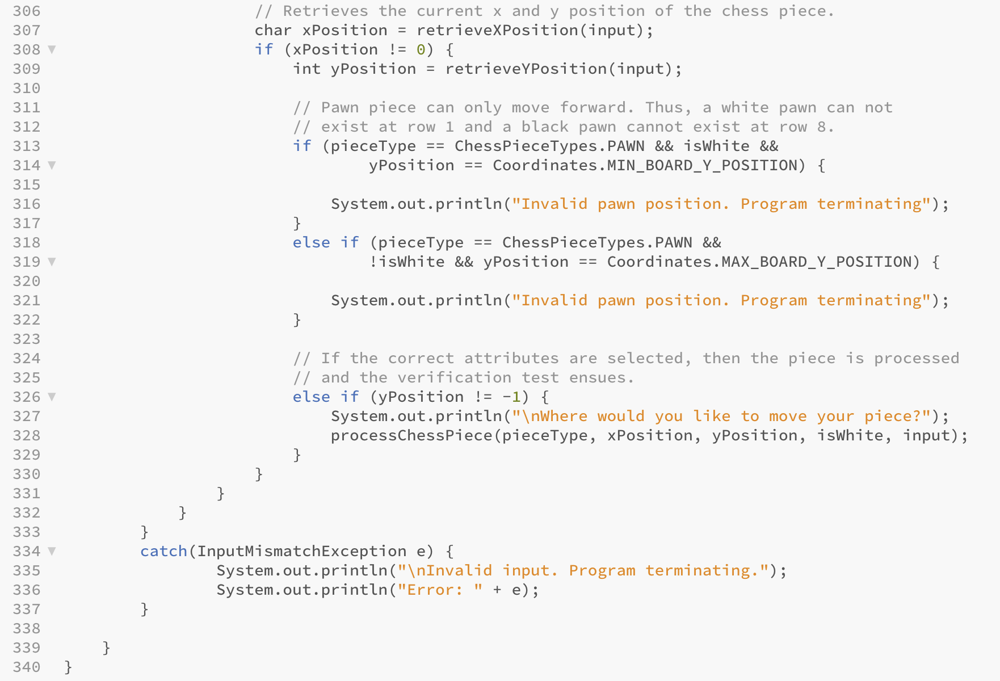 306 // Retrieves the current x and y position of the chess piece.
307 char xPosition = retrieveXPosition(input);
308 ▼ if (xPosition != 0) {
309 int yPosition = retrieveYPosition(input);
310
311 // Pawn piece can only move forward. Thus, a white pawn can not
312 // exist at row 1 and a black pawn cannot exist at row 8.
313 if (pieceType == ChessPieceTypes.PAWN && isWhite &&
314 ▼ yPosition == Coordinates.MIN_BOARD_Y_POSITION) {
315
316 System.out.println("Invalid pawn position. Program terminating");
317 }
318 else if (pieceType == ChessPieceTypes.PAWN &&
319 ▼ !isWhite && yPosition == Coordinates.MAX_BOARD_Y_POSITION) {
320
321 System.out.println("Invalid pawn position. Program terminating");
322 }
323
324 // If the correct attributes are selected, then the piece is processed
325 // and the verification test ensues.
326 ▼ else if (yPosition != -1) {
327 System.out.println("\nWhere would you like to move your piece?");
328 processChessPiece(pieceType, xPosition, yPosition, isWhite, input);
329 }
330 }
331 }
332 }
333 }
334 ▼ catch(InputMismatchException e) {
335 System.out.println("\nInvalid input. Program terminating.");
336 System.out.println("Error: " + e);
337 }
338
339 }
340 }